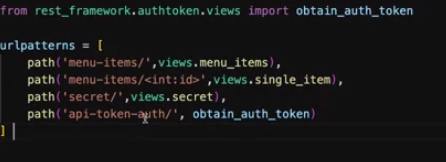 from rest_framework.authtoken.views import obtain_auth_token
urlpatterns = [
    path('menu-items/',views.menu_items),
    path('menu-items/<int:id>',views.single_item),
    path('secret/',views.secret),
    path('api-token-auth/', obtain_auth_token)
]